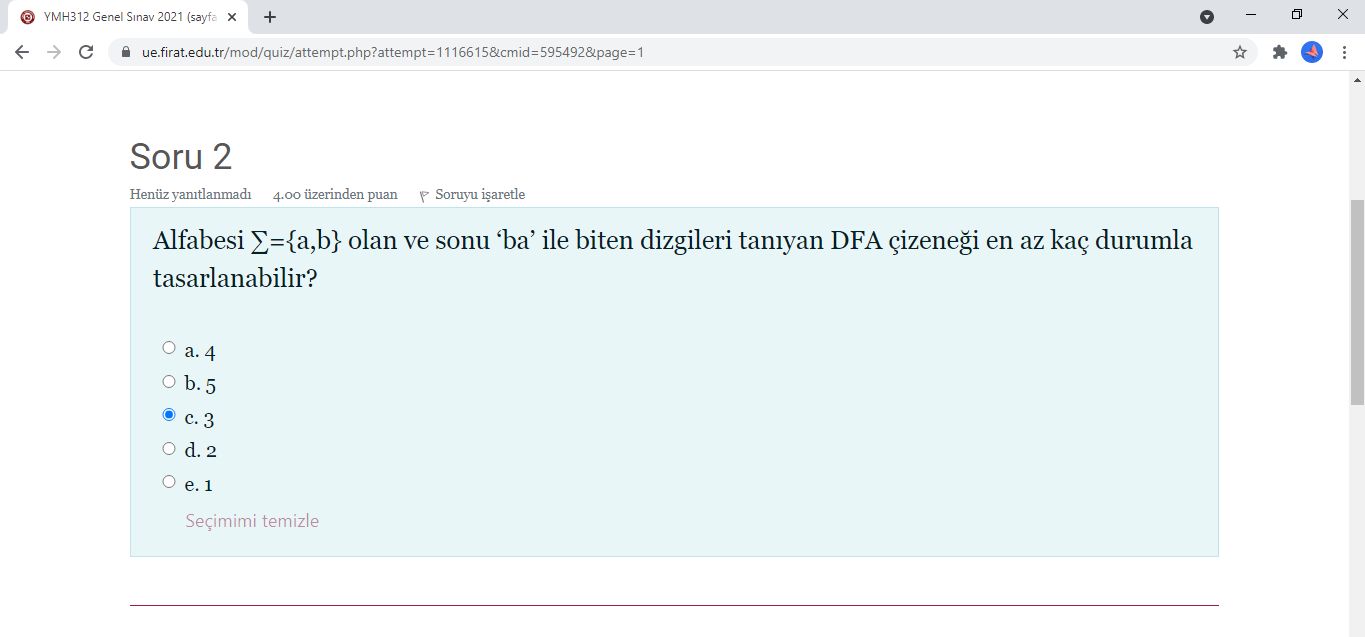 YMH312 Genel Sınav 2021 (sayfa
ue.firat.edu.tr/mod/quiz/attempt.php?attempt=1116615&cmid=595492&page=1
Soru 2
Henüz yanıtlanmadı 4.00 üzerinden puan Soruyu işaretle
Alfabesi ∑={a,b} olan ve sonu ‘ba’ ile biten dizgileri tanıyan DFA çizeneği en az kaç durumla
tasarlanabilir?
a. 4
b. 5
c. 3
d. 2
e. 1
Seçimimi temizle